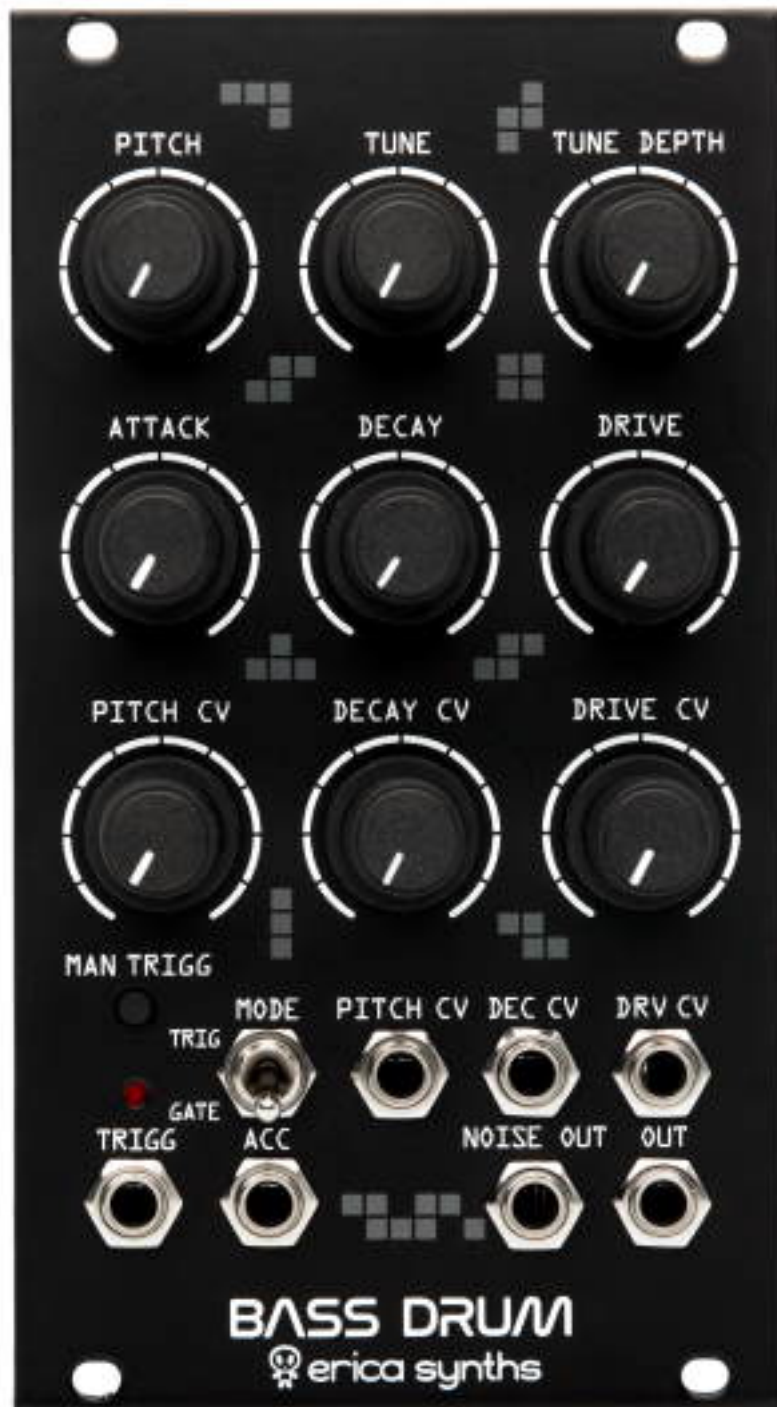 PITCH TUNE TUNE DEPTH
ATTACK DECAY DRIVE
PITCH CV DECAY CV DRIVE CV
MAN TRIGG
MODE PITCH CV DEC CV DRV CV
TRIG
GATE
TRIGG ACC NOISE OUT OUT
BASS DRUM
erica synths